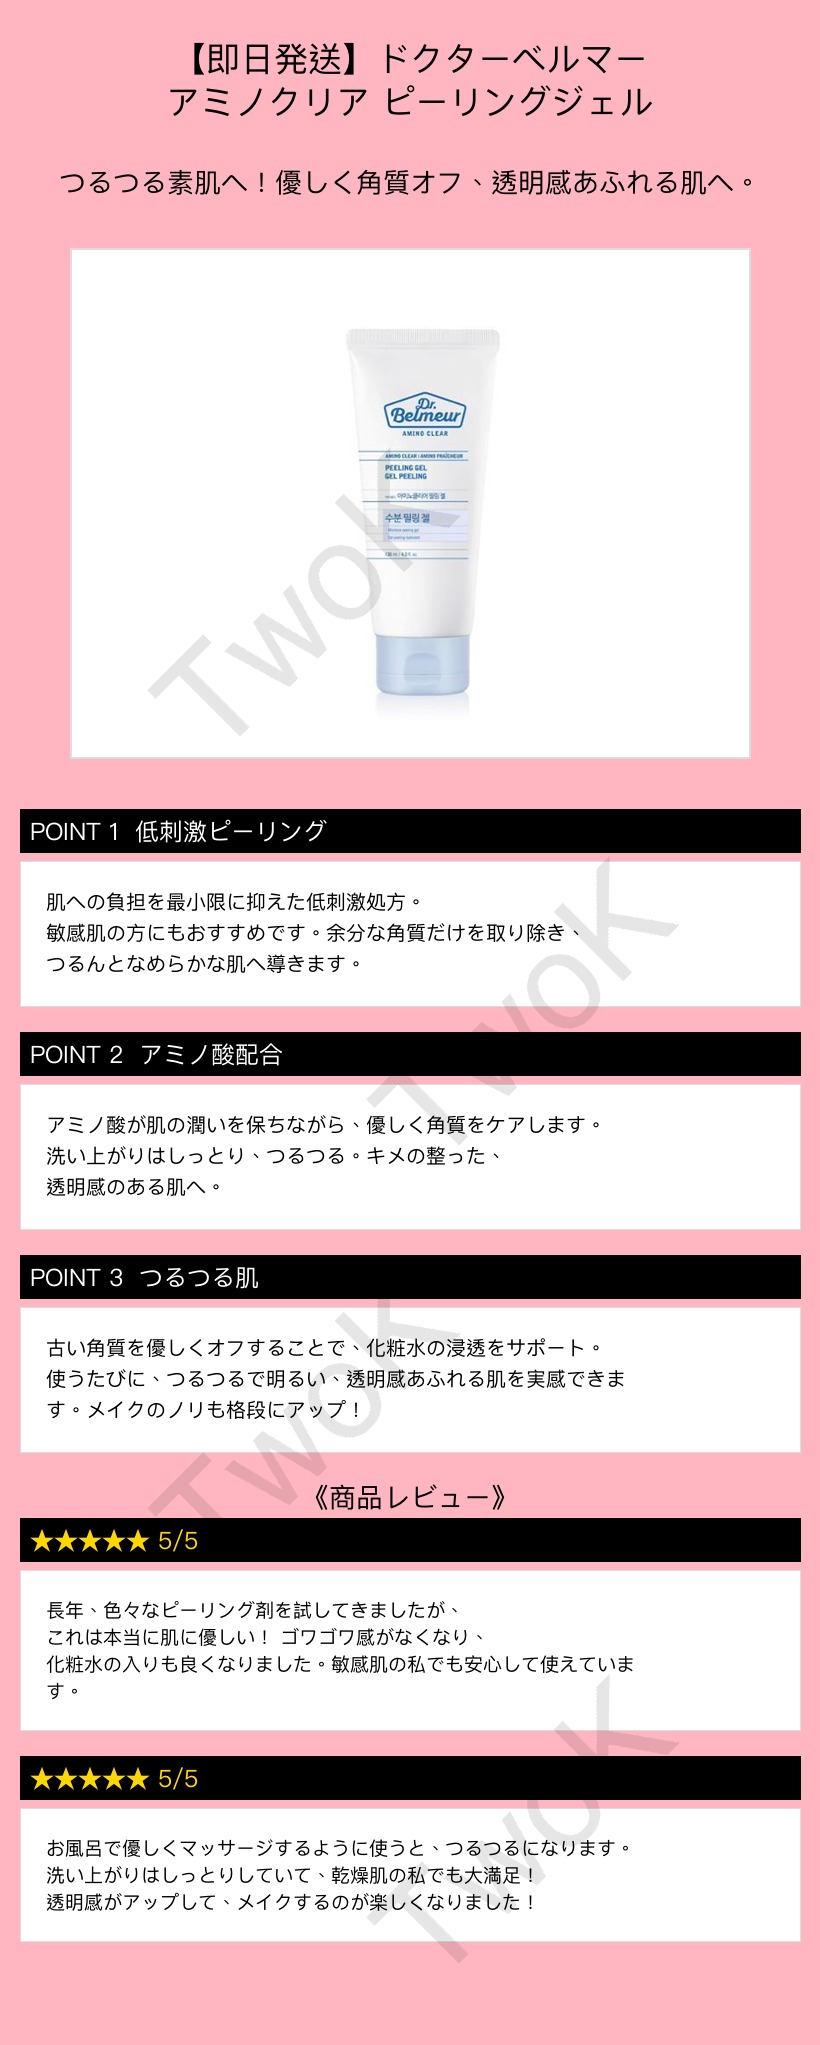 【即日発送】ドクターベルマー
アミノクリア ピーリングジェル
つるつる素肌へ！優しく角質オフ、透明感あふれる肌へ。
Dr.
Belmeur
AMINO CLEAR
AMINO CLEAR | AMINO FRAÎCHEUR
PEELING GEL
GEL PEELING
아미노클리어 필링 젤
수분 필링 젤
Moisture peeling gel
TwoK
POINT 1 低刺激ピーリング
肌への負担を最小限に抑えた低刺激処方。
敏感肌の方にもおすすめです。余分な角質だけを取り除き、
つるんとなめらかな肌へ導きます。
TwoK
POINT 2 アミノ酸配合
アミノ酸が肌の潤いを保ちながら、優しく角質をケアします。
洗い上がりはしっとり、つるつる。キメの整った、
透明感のある肌へ。
POINT 3 つるつる肌
古い角質を優しくオフすることで、化粧水の浸透をサポート。
使うたびに、つるつるで明るい、透明感あふれる肌を実感できま
す。メイクのノリも格段にアップ！
TwoK
《商品レビュー》
★★★★★ 5/5
長年、色々なピーリング剤を試してきましたが、
これは本当に肌に優しい！ ゴワゴワ感がなくなり、
化粧水の入りも良くなりました。敏感肌の私でも安心して使えていま
す。
★★★★★ 5/5
お風呂で優しくマッサージするように使うと、つるつるになります。
洗い上がりはしっとりしていて、乾燥肌の私でも大満足！
透明感がアップして、メイクするのが楽しくなりました！
TwoK